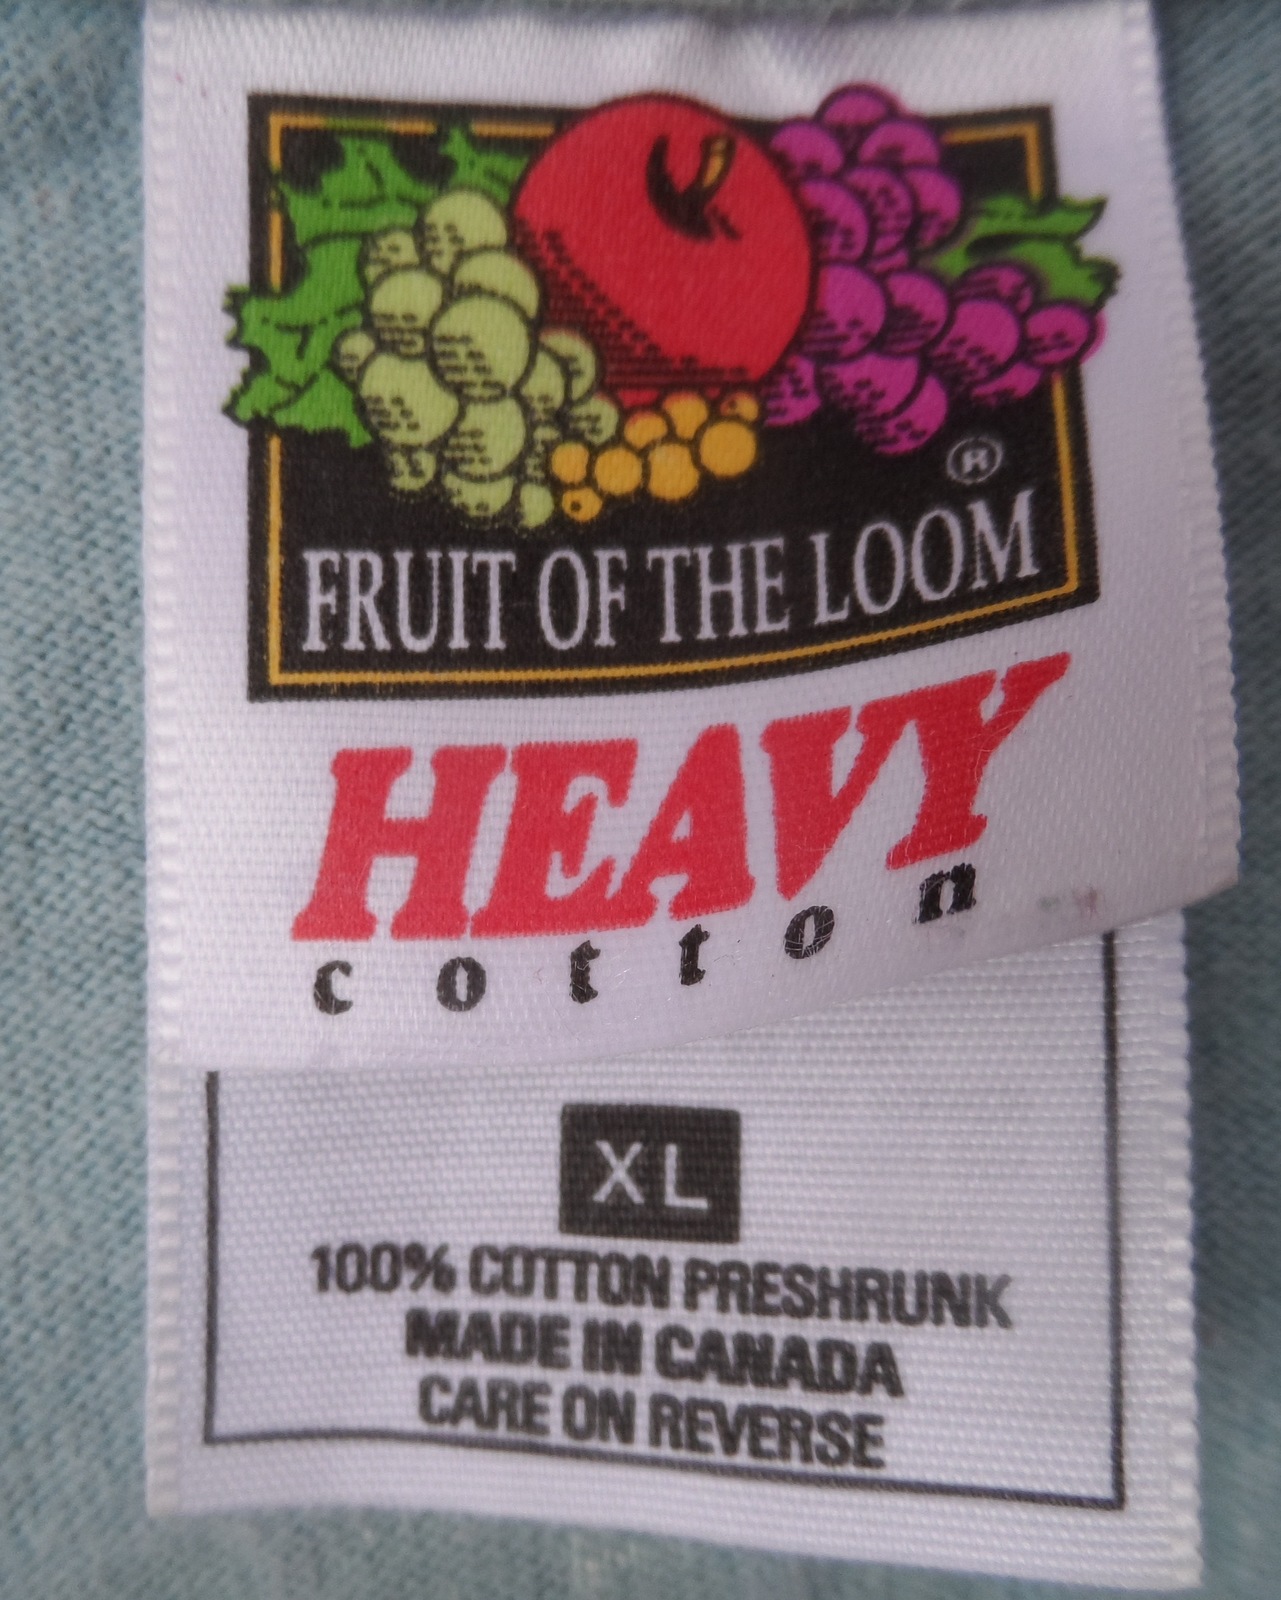 ®
FRUIT OF THE LOOM
HEAVY
cotton
XL
100% COTTON PRESHRUNK
MADE IN CANADA
CARE ON REVERSE